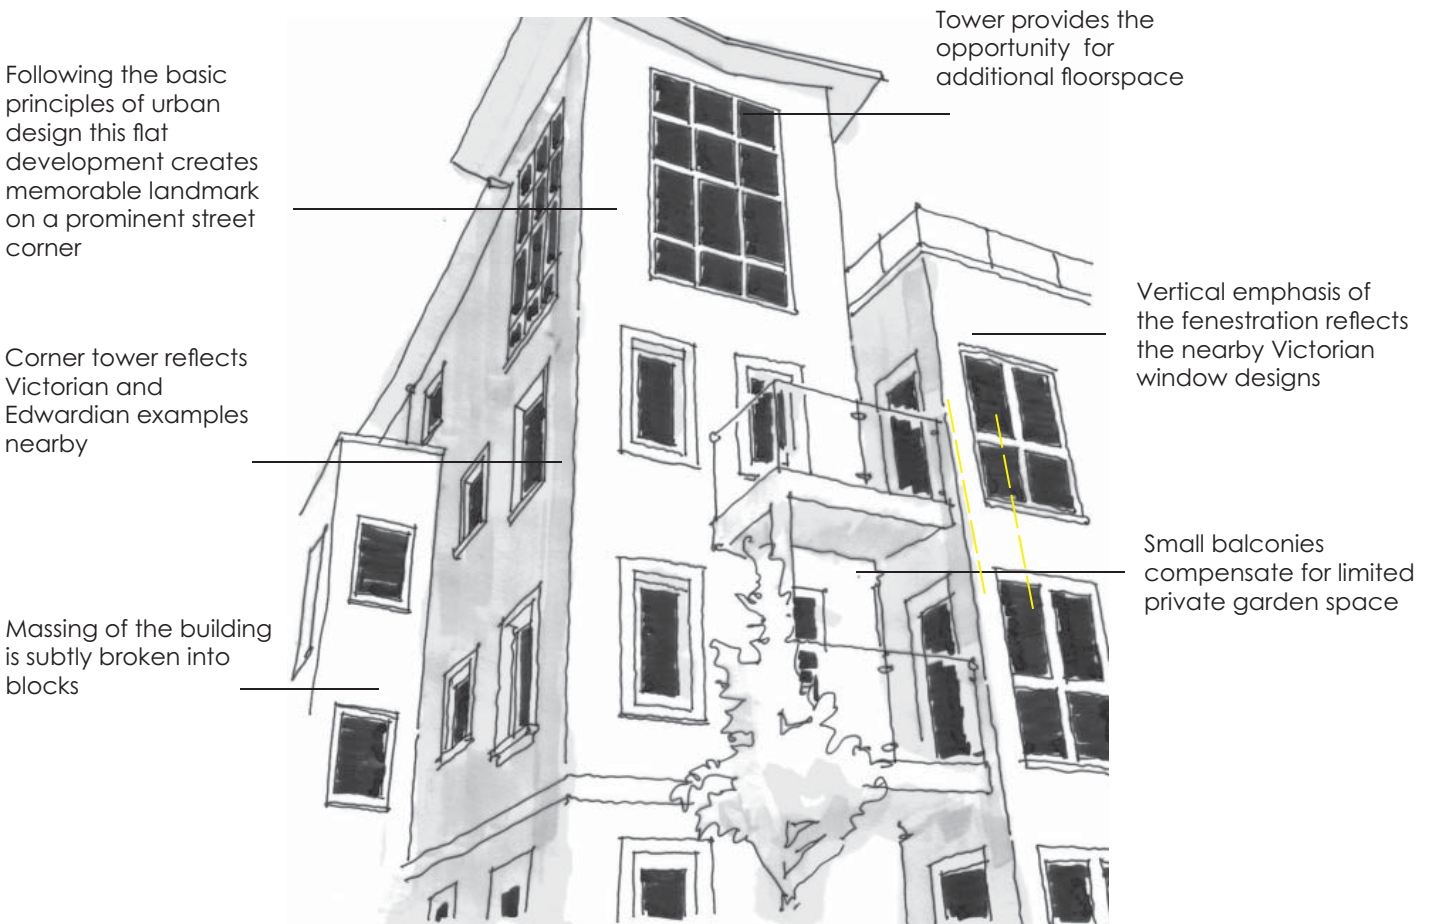 Following the basic
principles of urban
design this flat
development creates
memorable landmark
on a prominent street
corner
Corner tower reflects
Victorian and
Edwardian examples
nearby
Massing of the building
is subtly broken into
blocks
Tower provides the
opportunity for
additional floorspace
Vertical emphasis of
the fenestration reflects
the nearby Victorian
window designs
Small balconies
compensate for limited
private garden space